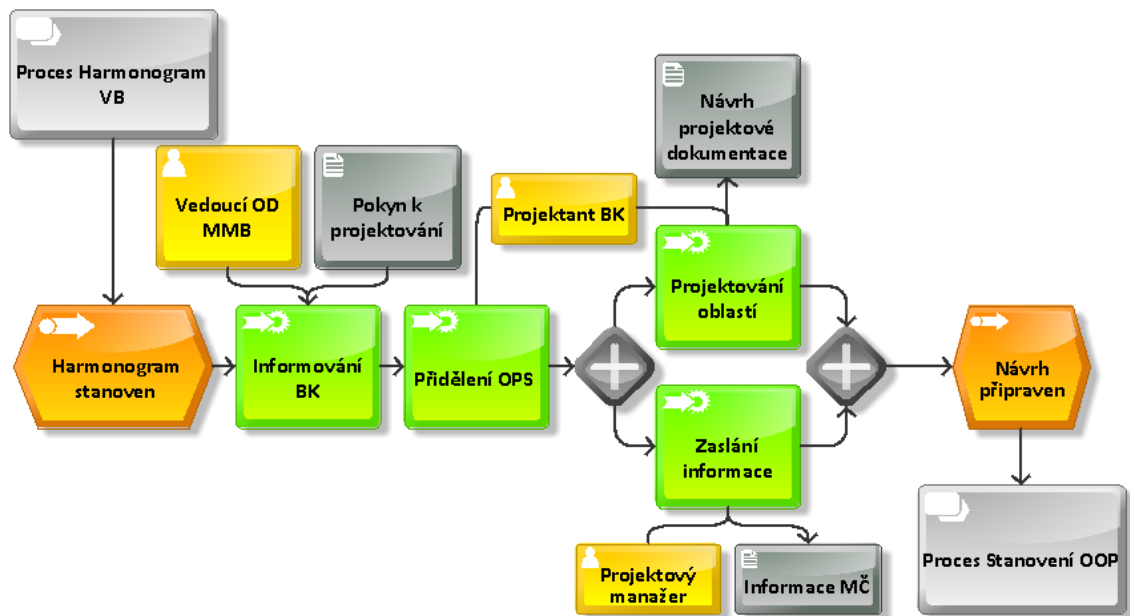 Proces Harmonogram
VB
Návrh
projektové
dokumentace
Vedoucí OD
MMB
Pokyn k
projektování
Projektant BK
Harmonogram
stanoven
Informování
BK
Přidělení OPS
Projektování
oblastí
Návrh
připraven
Zaslání
informace
Proces Stanovení OOP
Projektový
manažer
Informace MČ